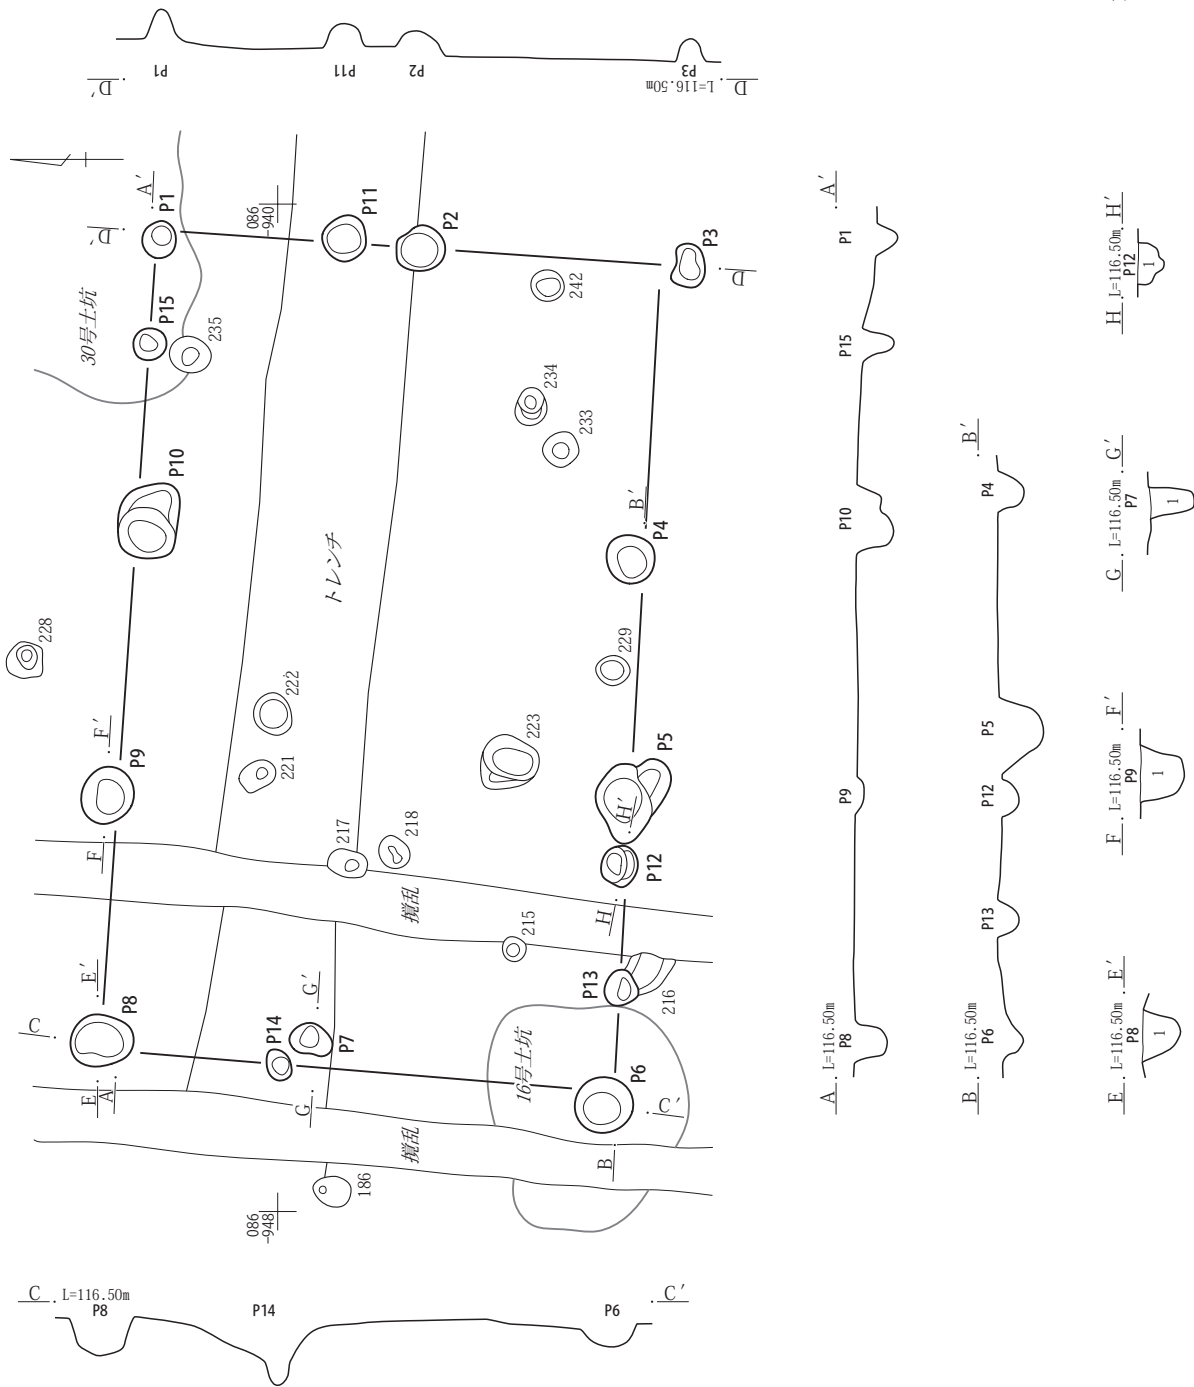 P1
P11
P2
P3
L=116.50m
D'
D
A'
P1
D'
086
-940
P11
P2
P3
D
30号土坑
P15
235
242
234
233
P10
トレンチ
B'
P4
228
229
222
F'
P9
221
223
P5
H'
F
217
218
P12
撹乱
H
215
E'
C
P8
G'
P13
216
P14
P7
16号土坑
P6
E
A
G
C'
撹乱
B
186
086
-948
C
L=116.50m
P8
P14
P6
C'
A'
P1
P15
P10
P9
A
L=116.50m
P8
B'
P4
P5
P12
P13
B
L=116.50m
P6
H
L=116.50m
H'
P12
1
G
L=116.50m
G'
P7
1
F
L=116.50m
F'
P9
1
E
L=116.50m
E'
P8
1